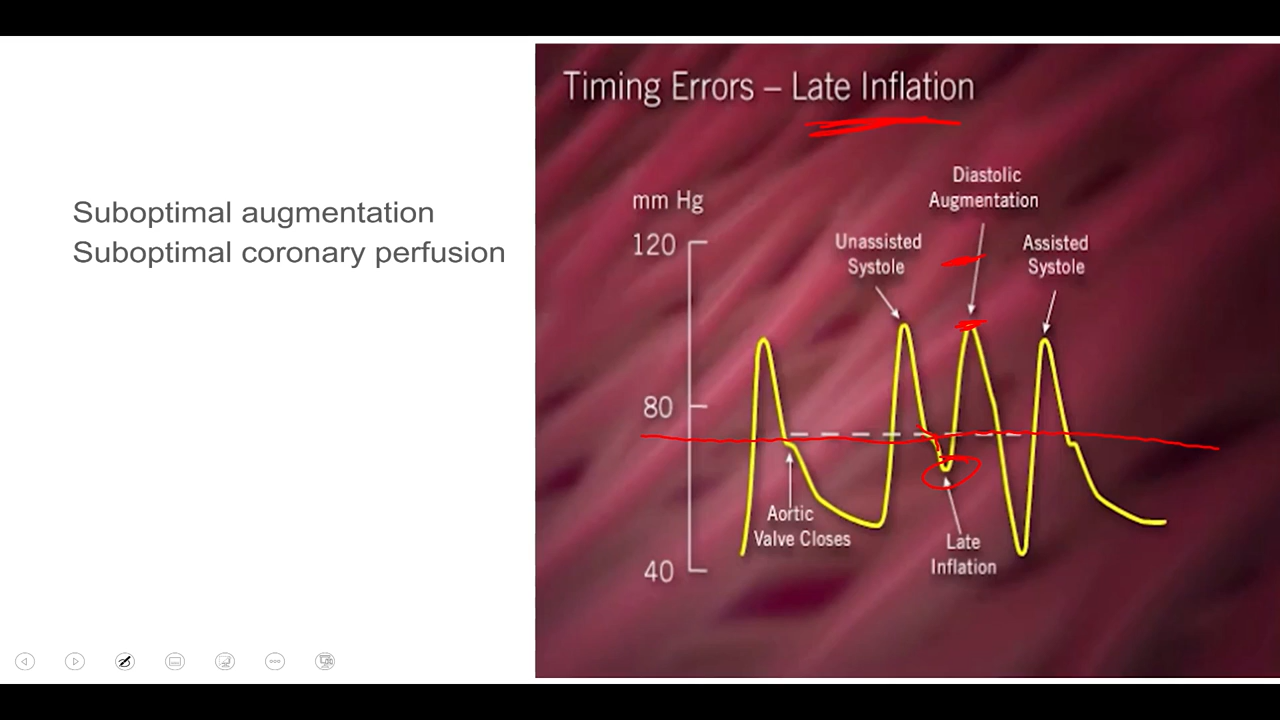 Timing Errors – Late Inflation
Suboptimal augmentation
Suboptimal coronary perfusion
mm Hg
120
80
40
Diastolic
Augmentation
Unassisted
Systole
Assisted
Systole
Aortic
Valve Closes
Late
Inflation